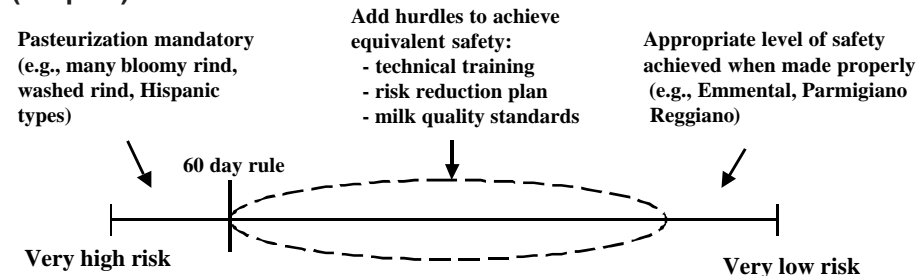 Pasteurization mandatory
(e.g., many bloomy rind,
washed rind, Hispanic
types)
Add hurdles to achieve
equivalent safety:
- technical training
- risk reduction plan
- milk quality standards
Appropriate level of safety
achieved when made properly
(e.g., Emmental, Parmigiano
Reggiano)
60 day rule
Very high risk
Very low risk